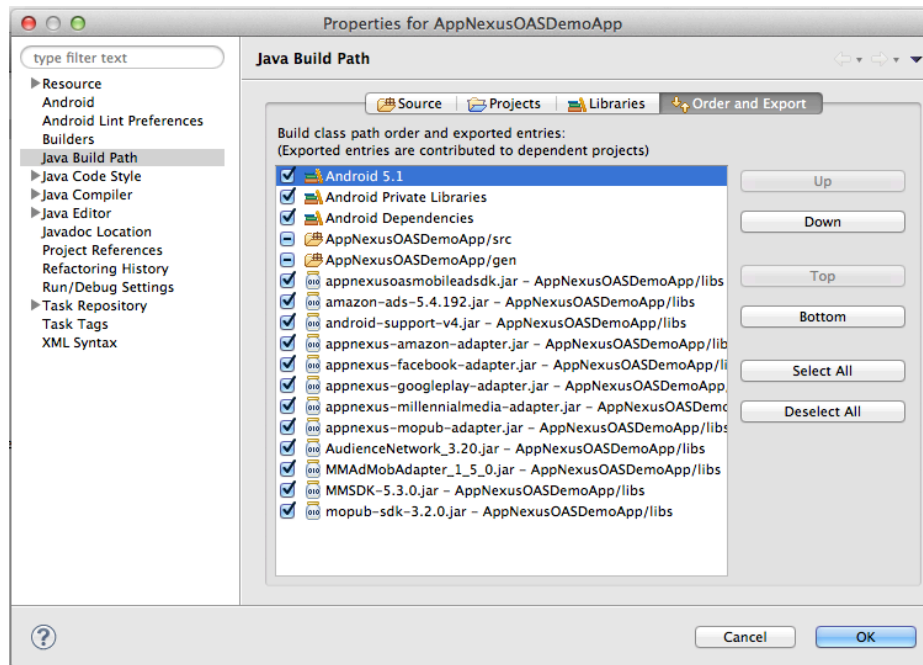 Properties for AppNexusOASDemoApp
type filter text
Resource
Android
Android Lint Preferences
Builders
Java Build Path
Java Code Style
Java Compiler
Java Editor
Javadoc Location
Project References
Refactoring History
Run/Debug Settings
Task Repository
Task Tags
XML Syntax
Java Build Path
Source Projects Libraries Order and Export
Build class path order and exported entries:
(Exported entries are contributed to dependent projects)
Android 5.1
Android Private Libraries
Android Dependencies
AppNexusOASDemoApp/src
AppNexusOASDemoApp/gen
appnexusoasmobileadsdk.jar – AppNexusOASDemoApp/libs
amazon-ads-5.4.192.jar – AppNexusOASDemoApp/libs
android-support-v4.jar – AppNexusOASDemoApp/libs
appnexus-amazon-adapter.jar – AppNexusOASDemoApp/lib
appnexus-facebook-adapter.jar – AppNexusOASDemoApp/li
appnexus-googleplay-adapter.jar – AppNexusOASDemoApp/
appnexus-millennialmedia-adapter.jar – AppNexusOASDemo
appnexus-mopub-adapter.jar – AppNexusOASDemoApp/libs
AudienceNetwork_3.20.jar – AppNexusOASDemoApp/libs
MMAdMobAdapter_1_5_0.jar – AppNexusOASDemoApp/libs
MMSDK-5.3.0.jar – AppNexusOASDemoApp/libs
mopub-sdk-3.2.0.jar – AppNexusOASDemoApp/libs
Up
Down
Top
Bottom
Select All
Deselect All
?
Cancel
OK